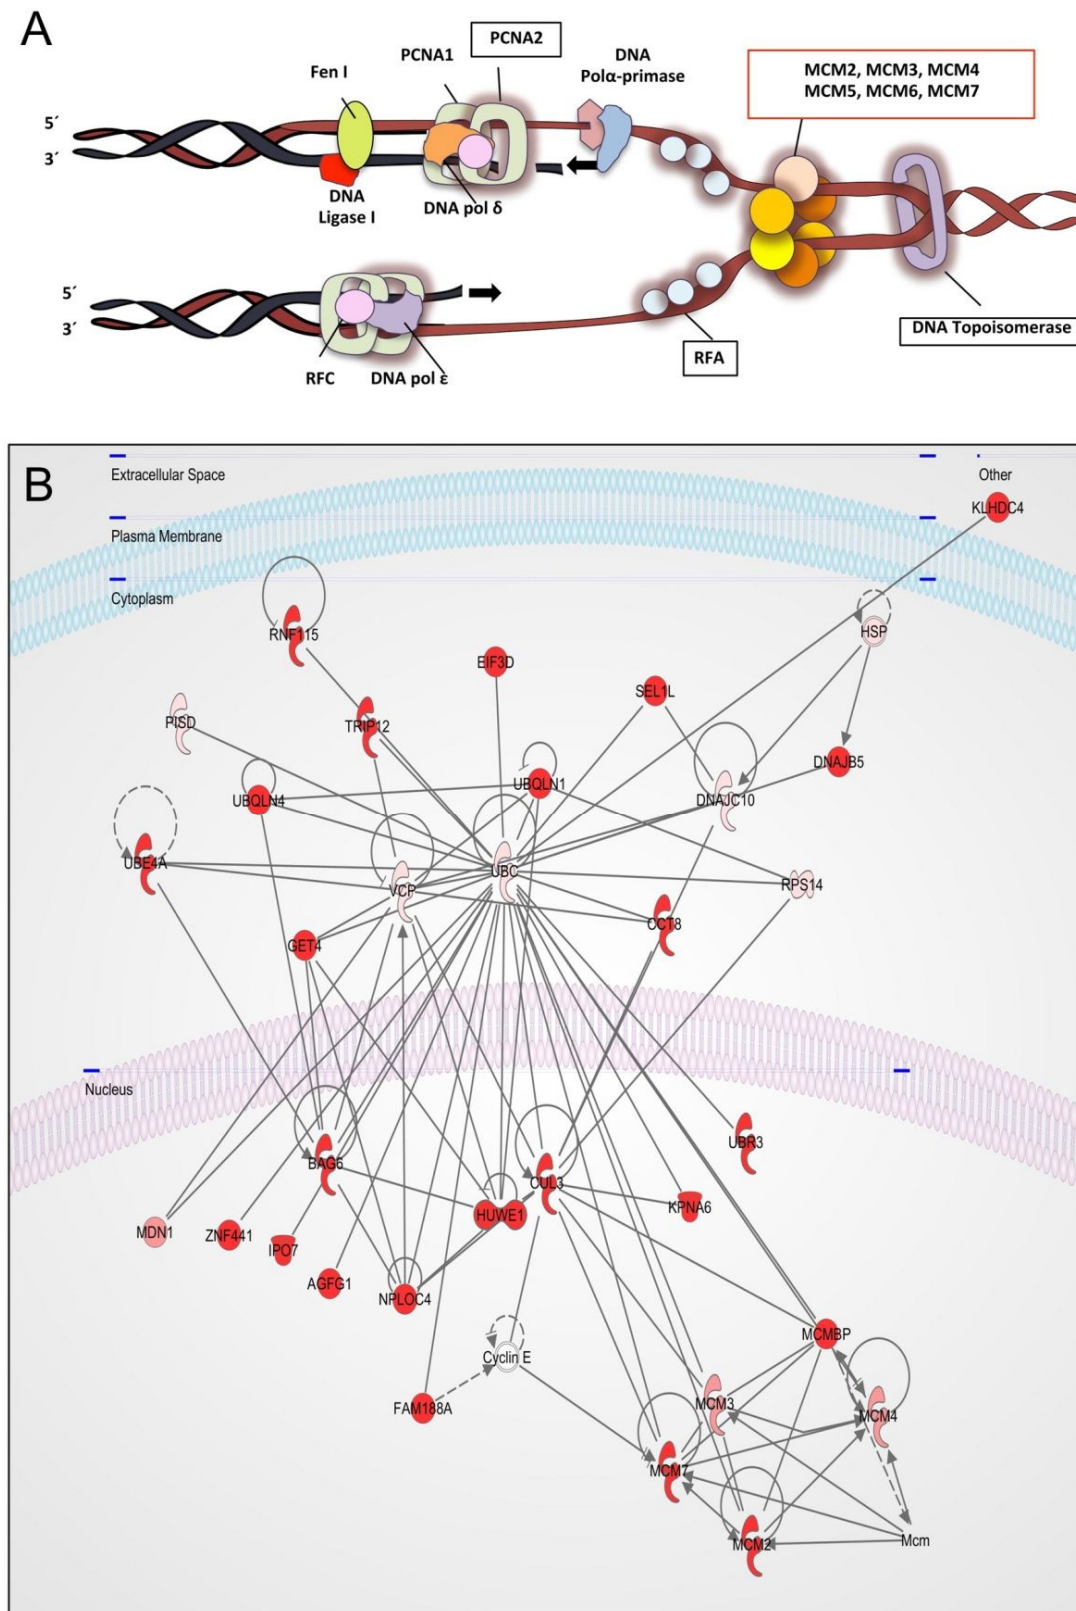 A
PCNA2
DNA
Polα-primase
PCNA1
Fen I
MCM2, MCM3, MCM4
MCM5, MCM6, MCM7
5´
3´
DNA
Ligase I
DNA pol δ
5´
3´
RFC
DNA pol ε
RFA
DNA Topoisomerase
B
Extracellular Space
Other
KLHDC4
Plasma Membrane
Cytoplasm
RNF115
HSP
EIF3D
SEL1L
PISD
TRIP12
DNAJB5
UBQLN4
UBQLN1
DNAJC10
UBE4A
VCP
UBC
RPS14
GET4
CCT8
Nucleus
BAG6
UBR3
CUL3
MDN1
ZNF441
IPO7
HUWE1
KPNA6
AGFG1
NPLOC4
MCMBP
Cyclin E
FAM188A
MCM3
MCM4
MCM7
MCM2
Mcm